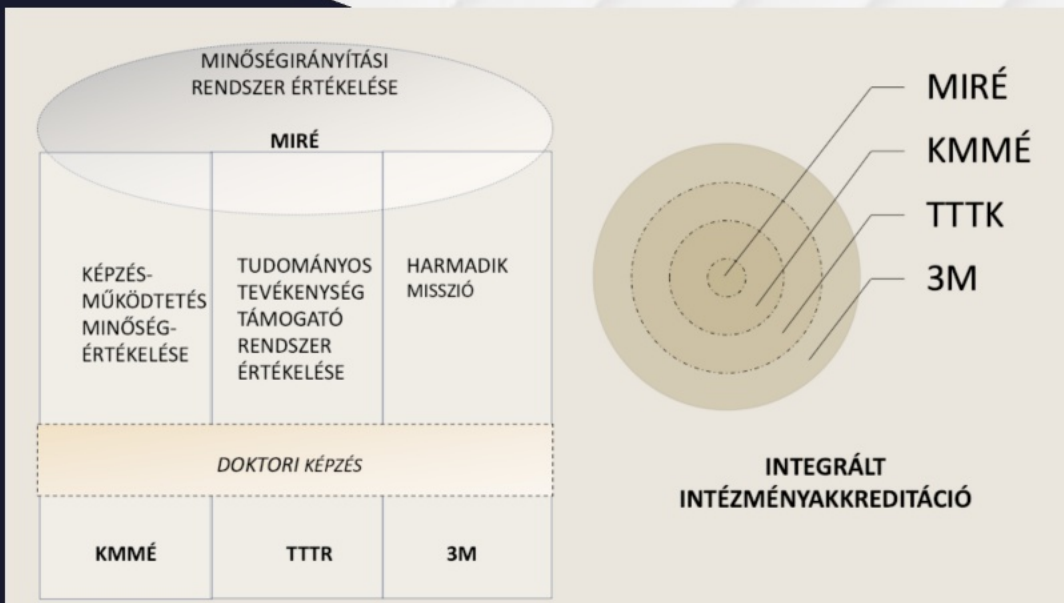 MINŐSÉGIRÁNYÍTÁSI
RENDSZER ÉRTÉKELÉSE
MIRÉ
KÉPZÉS-
MŰKÖDTETÉS
MINŐSÉG-
ÉRTÉKELÉSE
TUDOMÁNYOS
TEVÉKENYSÉG
TÁMOGATÓ
RENDSZER
ÉRTÉKELÉSE
HARMADIK
MISSZIÓ
DOKTORI KÉPZÉS
KMMÉ
TTTR
3M
MIRÉ
KMMÉ
TTTK
3M
INTEGRÁLT
INTÉZMÉNYAKKREDITÁCIÓ